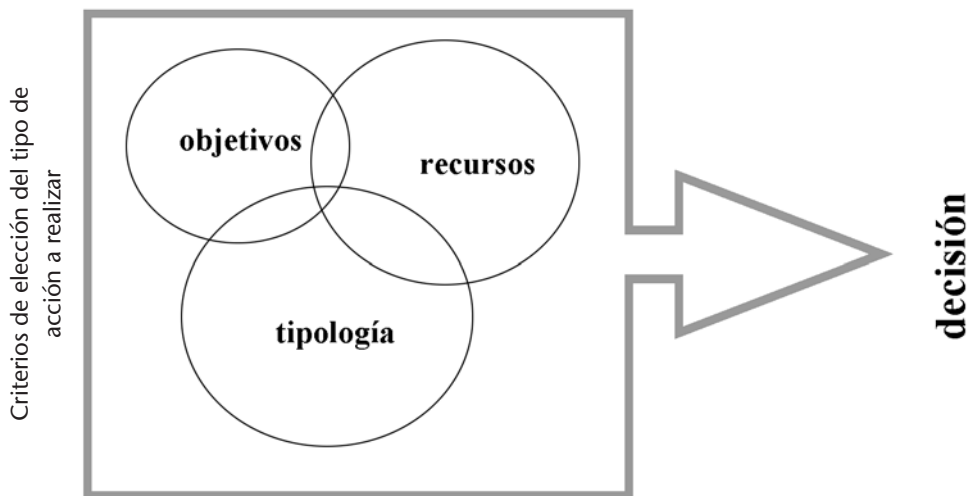 Criterios de elección del tipo de
acción a realizar
objetivos
recursos
tipología
decisión